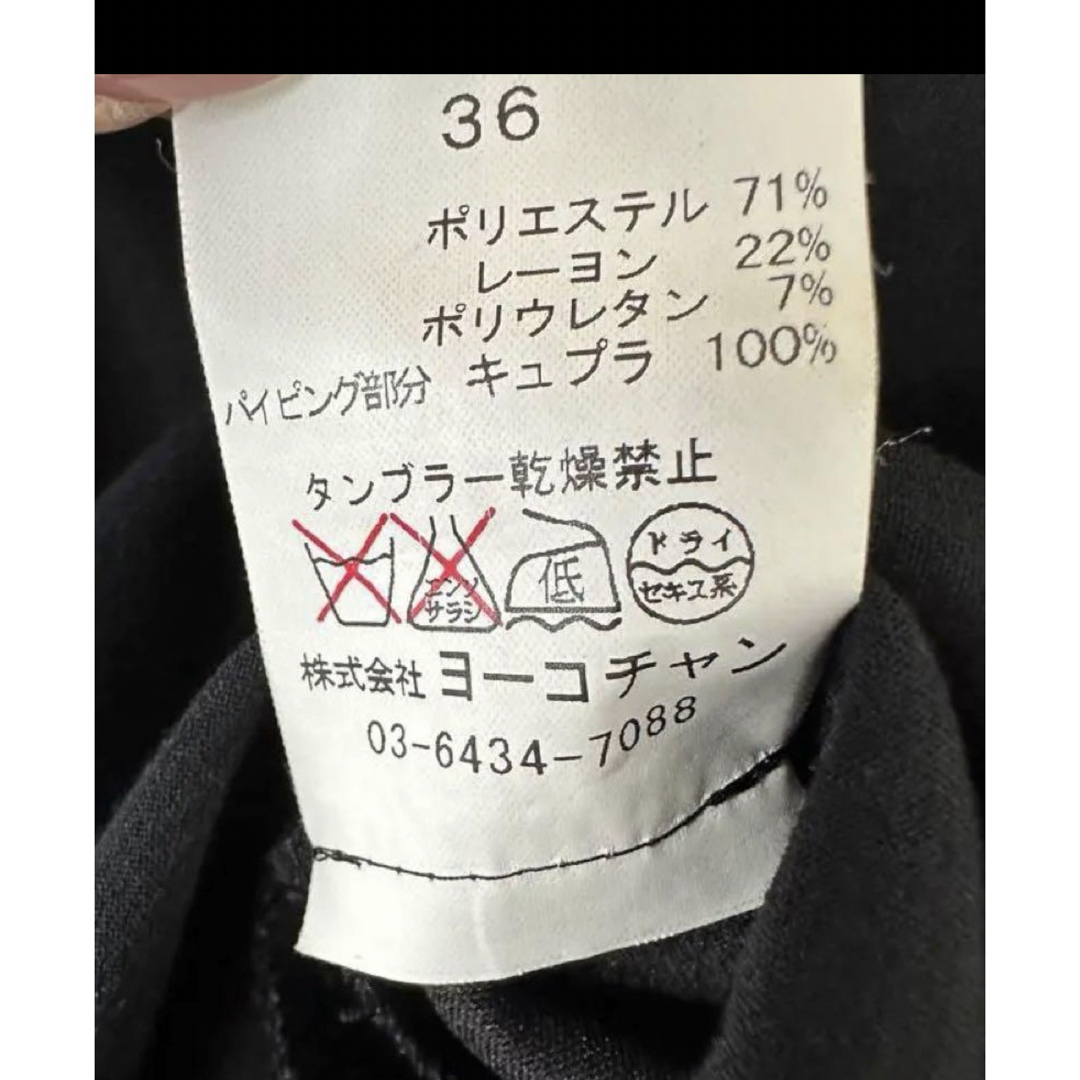 36
ポリエステル 71%
レーヨン 22%
ポリウレタン 7%
パイピング部分 キュプラ 100%
タンブラー乾燥禁止
エンソ サラシ 低 ドライ セキユ系
株式会社 ヨーコチャン
03-6434-7088